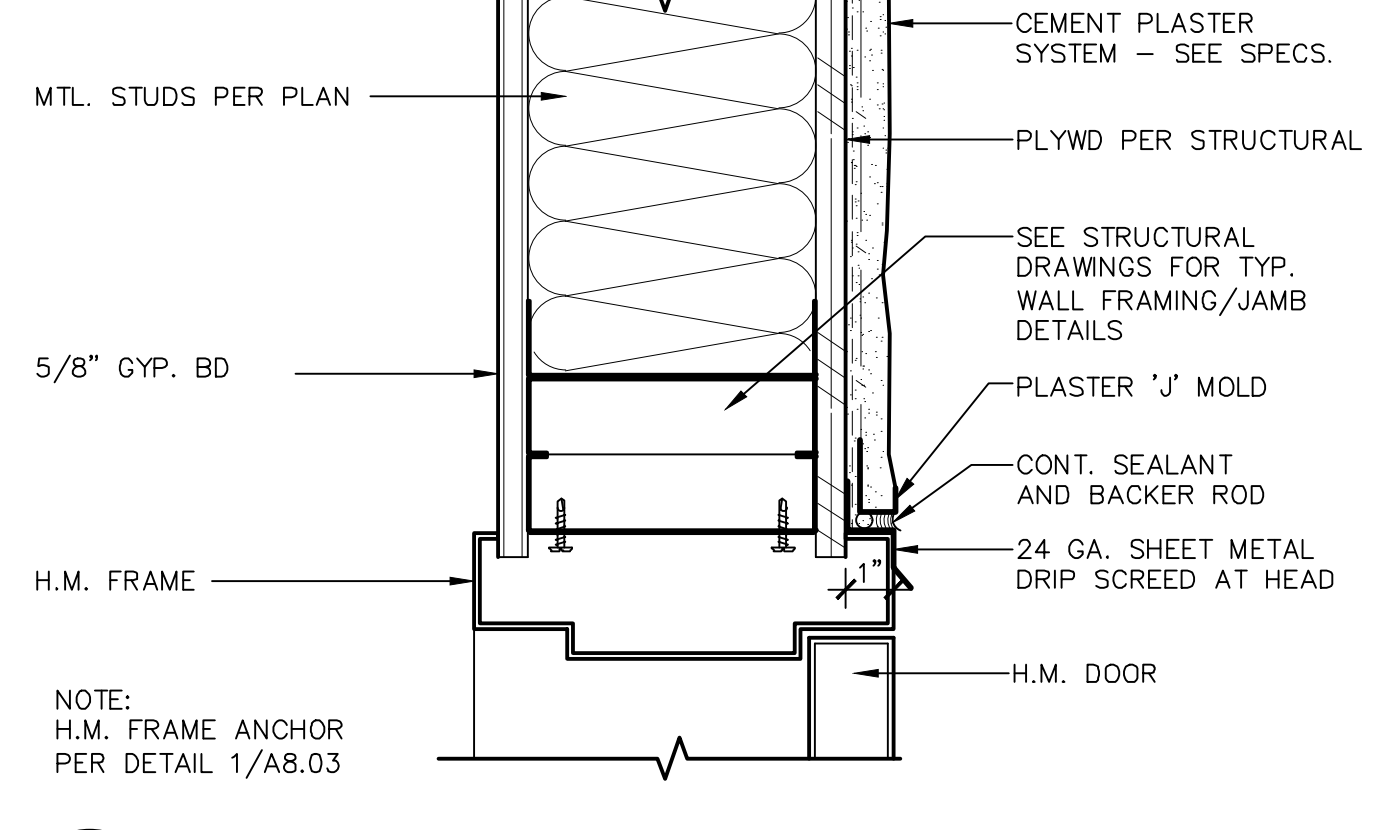 CEMENT PLASTER
SYSTEM – SEE SPECS.
MTL. STUDS PER PLAN
PLYWD PER STRUCTURAL
SEE STRUCTURAL
DRAWINGS FOR TYP.
WALL FRAMING/JAMB
DETAILS
5/8" GYP. BD
PLASTER 'J' MOLD
CONT. SEALANT
AND BACKER ROD
24 GA. SHEET METAL
DRIP SCREED AT HEAD
1"
H.M. FRAME
H.M. DOOR
NOTE:
H.M. FRAME ANCHOR
PER DETAIL 1/A8.03